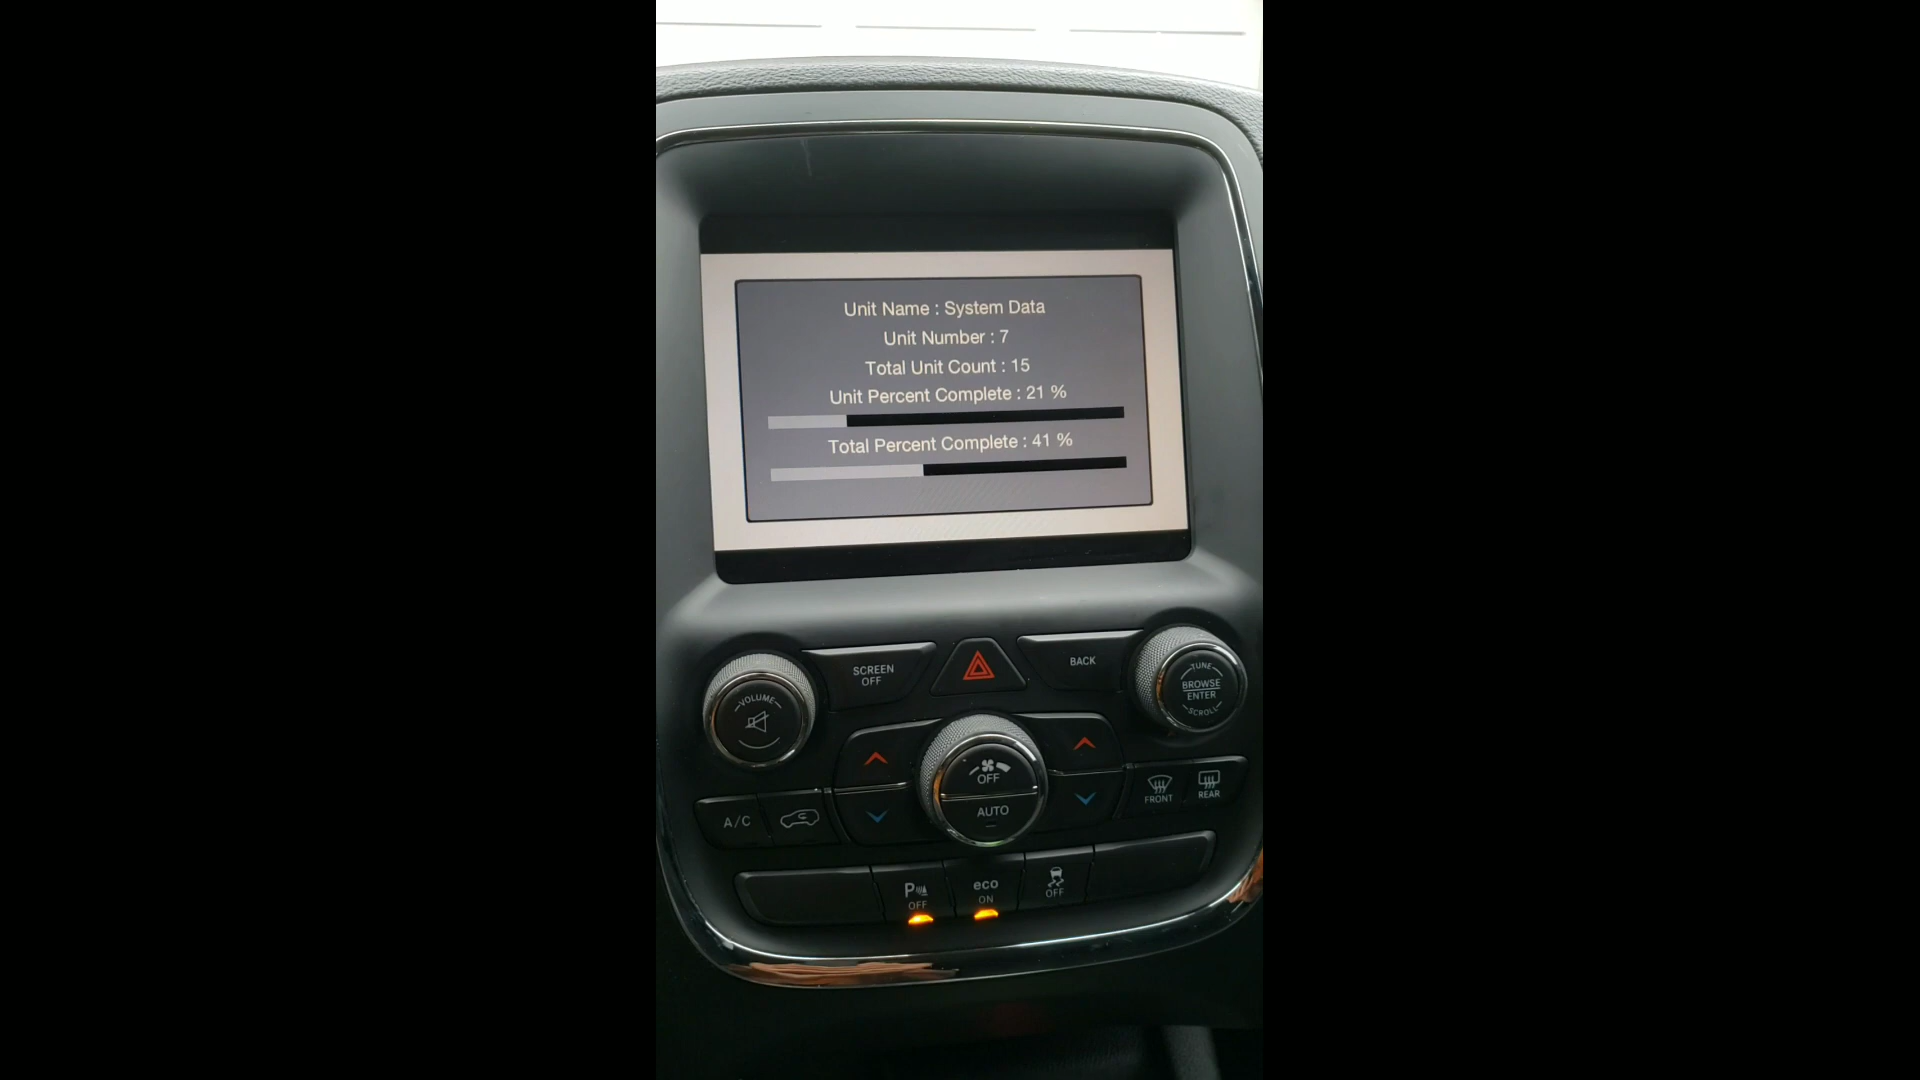 Unit Name : System Data
Unit Number : 7
Total Unit Count : 15
Unit Percent Complete : 21 %
Total Percent Complete : 41 %
SCREEN
OFF
BACK
VOLUME
TUNE
BROWSE
ENTER
SCROLL
OFF
AUTO
A/C
FRONT
REAR
P
OFF
eco
ON
OFF